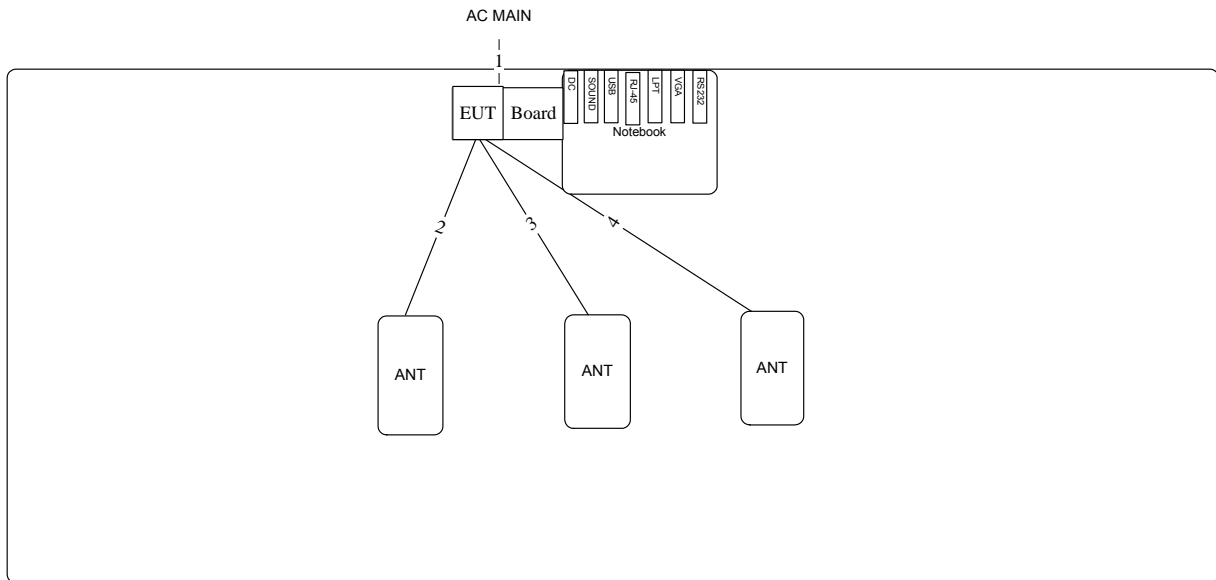 AC MAIN
1
EUT
Board
DC
SOUND
USB
RJ-45
LPT
VGA
RS232
Notebook
2
3
4
ANT
ANT
ANT